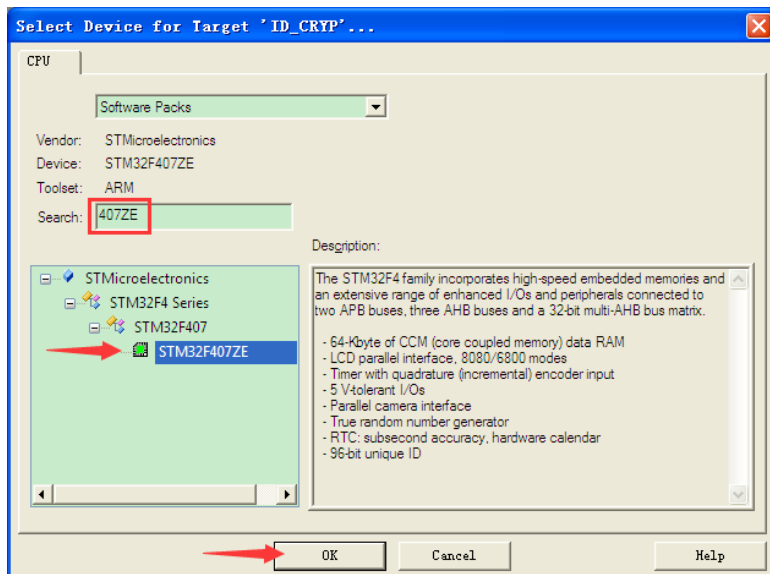 Select Device for Target 'ID_CRYP'...
CPU
Software Packs
Vendor: STMicroelectronics
Device: STM32F407ZE
Toolset: ARM
Search: 407ZE
Description:
STMicroelectronics
STM32F4 Series
STM32F407
STM32F407ZE
The STM32F4 family incorporates high-speed embedded memories and
an extensive range of enhanced I/Os and peripherals connected to
two APB buses, three AHB buses and a 32-bit multi-AHB bus matrix.
- 64-Kbyte of CCM (core coupled memory) data RAM
- LCD parallel interface, 8080/6800 modes
- Timer with quadrature (incremental) encoder input
- 5 V-tolerant I/Os
- Parallel camera interface
- True random number generator
- RTC: subsecond accuracy, hardware calendar
- 96-bit unique ID
OK Cancel Help